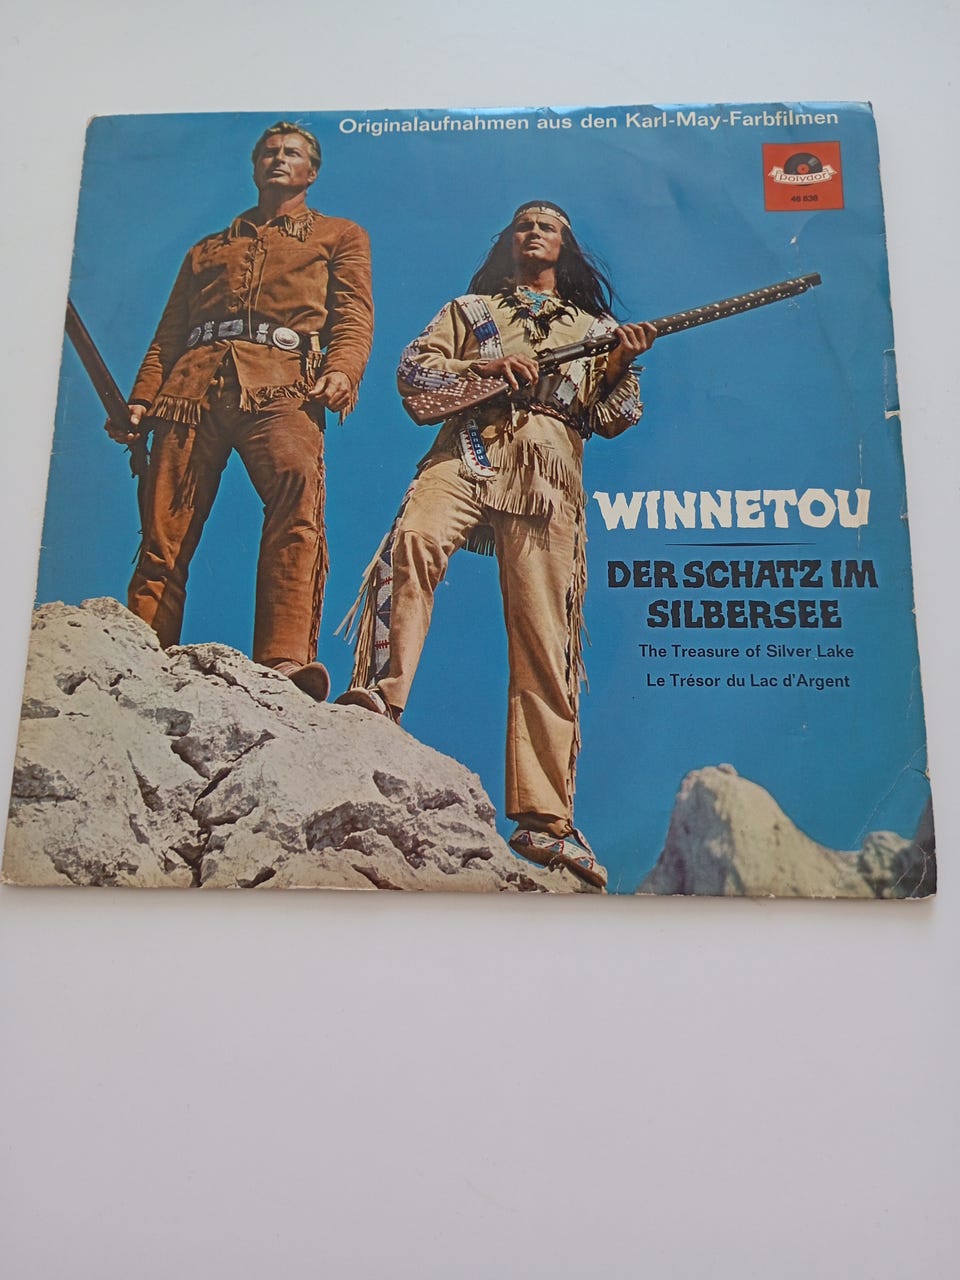 Originalaufnahmen aus den Karl-May-Farbfilmen
polydor
46 838
WINNETOU
DER SCHATZ IM
SILBERSEE
The Treasure of Silver Lake
Le Trésor du Lac d'Argent